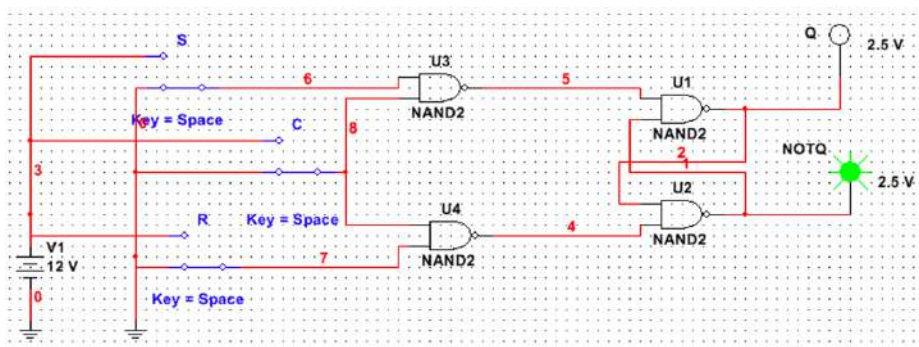 S
Q
2.5 V
U3
6
5
U1
NAND2
Key = Space
0
C
8
NAND2
3
2
1
NOTQ
2.5 V
U4
U2
R
Key = Space
4
NAND2
V1
12 V
7
NAND2
0
Key = Space